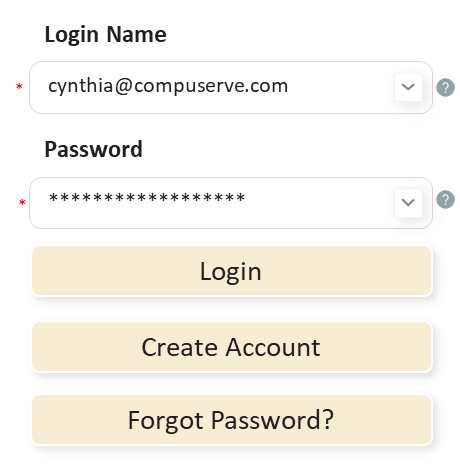 Login Name
* cynthia@compuserve.com ?
Password
* ****************** ?
Login
Create Account
Forgot Password?